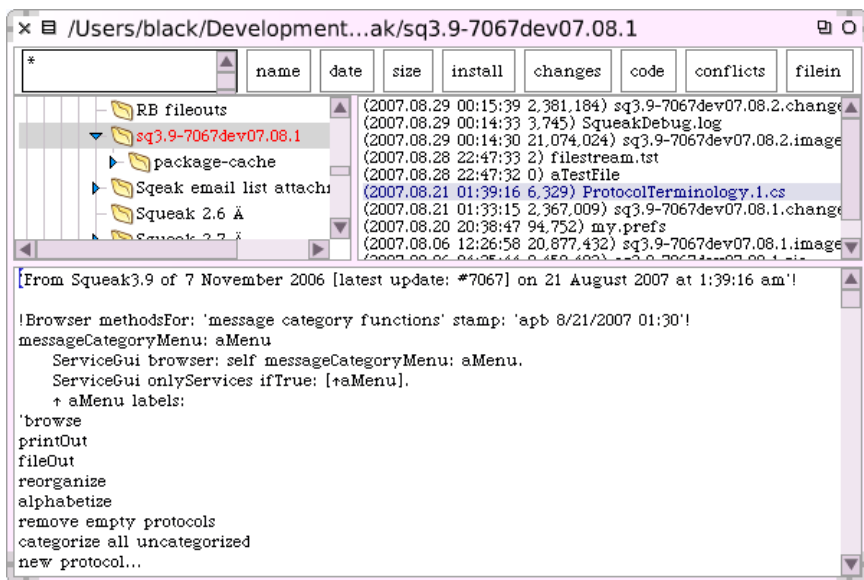 /Users/black/Development...ak/sq3.9-7067dev07.08.1
*
name date size install changes code conflicts filein
RB fileouts
sq3.9-7067dev07.08.1
package-cache
Sqeak email list attach
Squeak 2.6 Ä
Squeak 2.7 Ä
(2007.08.29 00:15:39 2,381,184) sq3.9-7067dev07.08.2.change
(2007.08.29 00:14:33 3,745) SqueakDebug.log
(2007.08.29 00:14:30 21,074,024) sq3.9-7067dev07.08.2.image
(2007.08.28 22:47:33 2) filestream.tst
(2007.08.28 22:47:32 0) aTestFile
(2007.08.21 01:39:16 6,329) ProtocolTerminology.1.cs
(2007.08.21 01:33:15 2,367,009) sq3.9-7067dev07.08.1.change
(2007.08.20 20:38:47 94,752) my.prefs
(2007.08.06 12:26:58 20,877,432) sq3.9-7067dev07.08.1.image
'From Squeak3.9 of 7 November 2006 [latest update: #7067] on 21 August 2007 at 1:39:16 am'!
!Browser methodsFor: 'message category functions' stamp: 'apb 8/21/2007 01:30'!
messageCategoryMenu: aMenu
ServiceGui browser: self messageCategoryMenu: aMenu.
ServiceGui onlyServices ifTrue: [↑aMenu].
↑ aMenu labels:
'browse
printOut
fileOut
reorganize
alphabetize
remove empty protocols
categorize all uncategorized
new protocol...